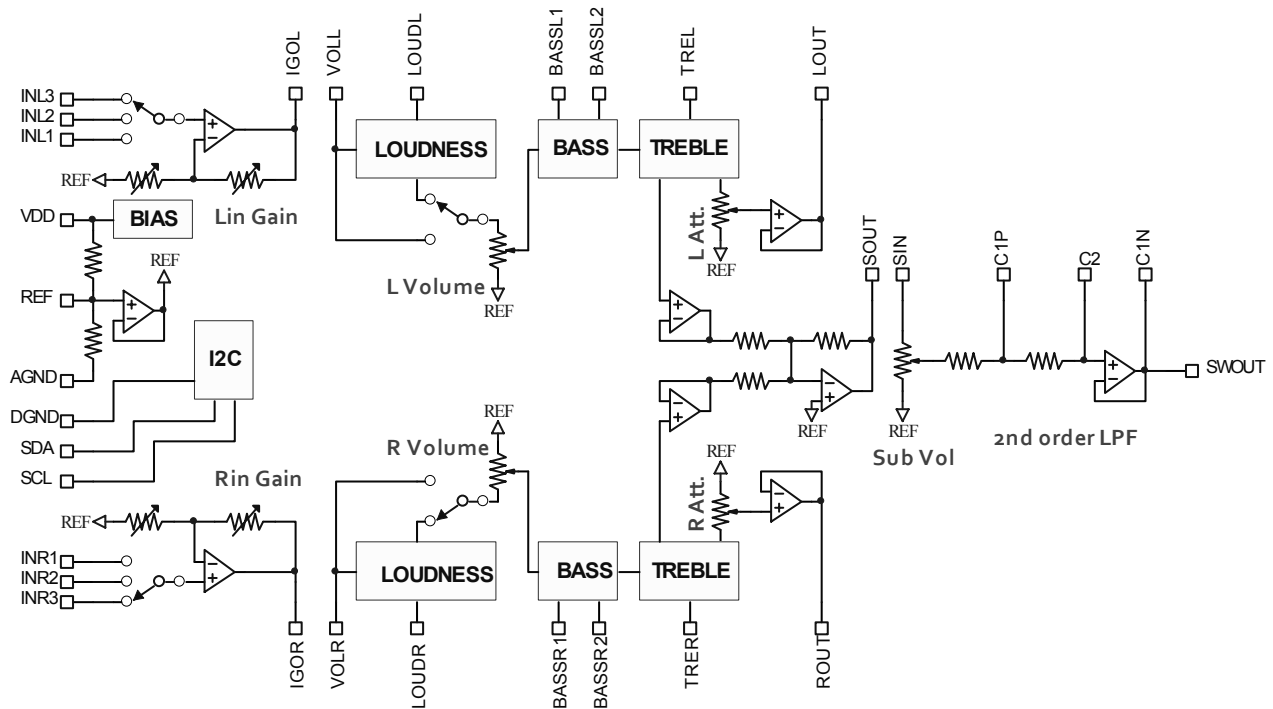 IGOL
VOLL
LOUDL
BASSL1
BASSL2
TREL
LOUT
INL3
INL2
INL1
REF
Lin Gain
LOUDNESS
BASS
TREBLE
L Volume
REF
L Att.
REF
VDD
BIAS
REF
REF
AGND
I2C
DGND
SDA
SCL
SOUT
SIN
C1P
C2
C1N
SWOUT
REF
REF
Sub Vol
2nd order LPF
REF
R Volume
REF
R Att.
Rin Gain
REF
INR1
INR2
INR3
LOUDNESS
BASS
TREBLE
IGOR
VOLR
LOUDR
BASSR1
BASSR2
TRER
ROUT